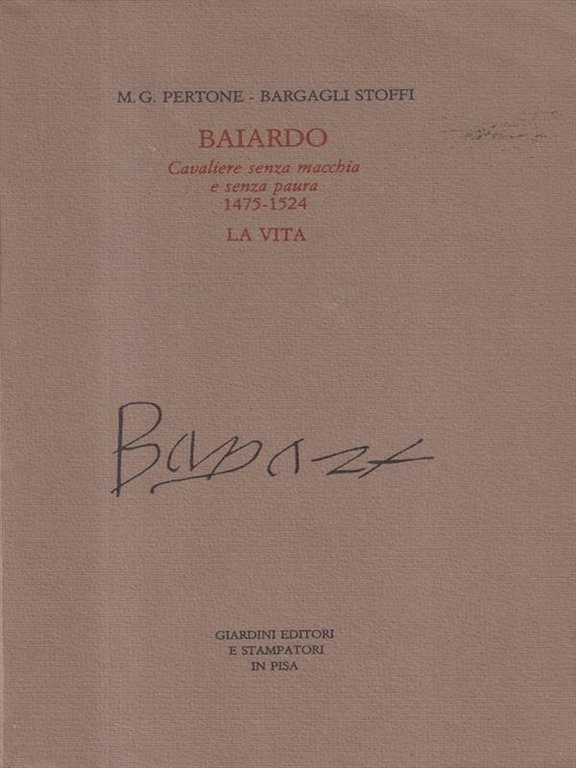 M. G. PERTONE - BARGAGLI STOFFI
BAIARDO
Cavaliere senza macchia
e senza paura
1475-1524
LA VITA
GIARDINI EDITORI
E STAMPATORI
IN PISA